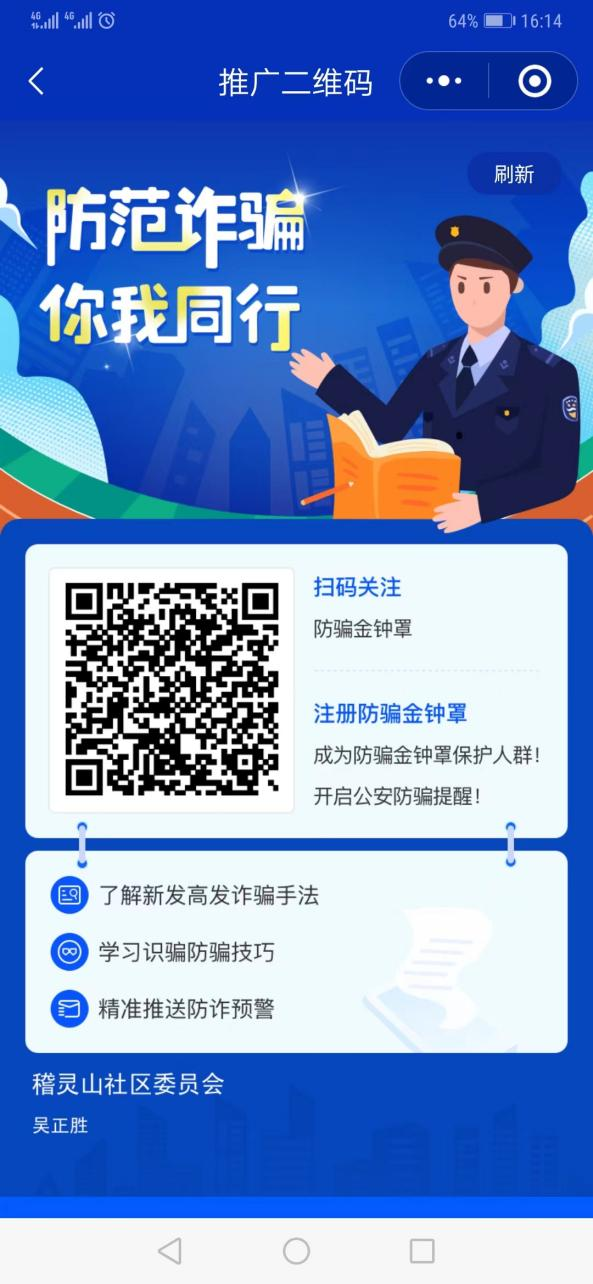 4G 4G 64% 16:14
推广二维码
刷新
防范诈骗
你我同行
扫码关注
防骗金钟罩
注册防骗金钟罩
成为防骗金钟罩保护人群！
开启公安防骗提醒！
了解新发高发诈骗手法
学习识骗防骗技巧
精准推送防诈预警
稽灵山社区委员会
吴正胜